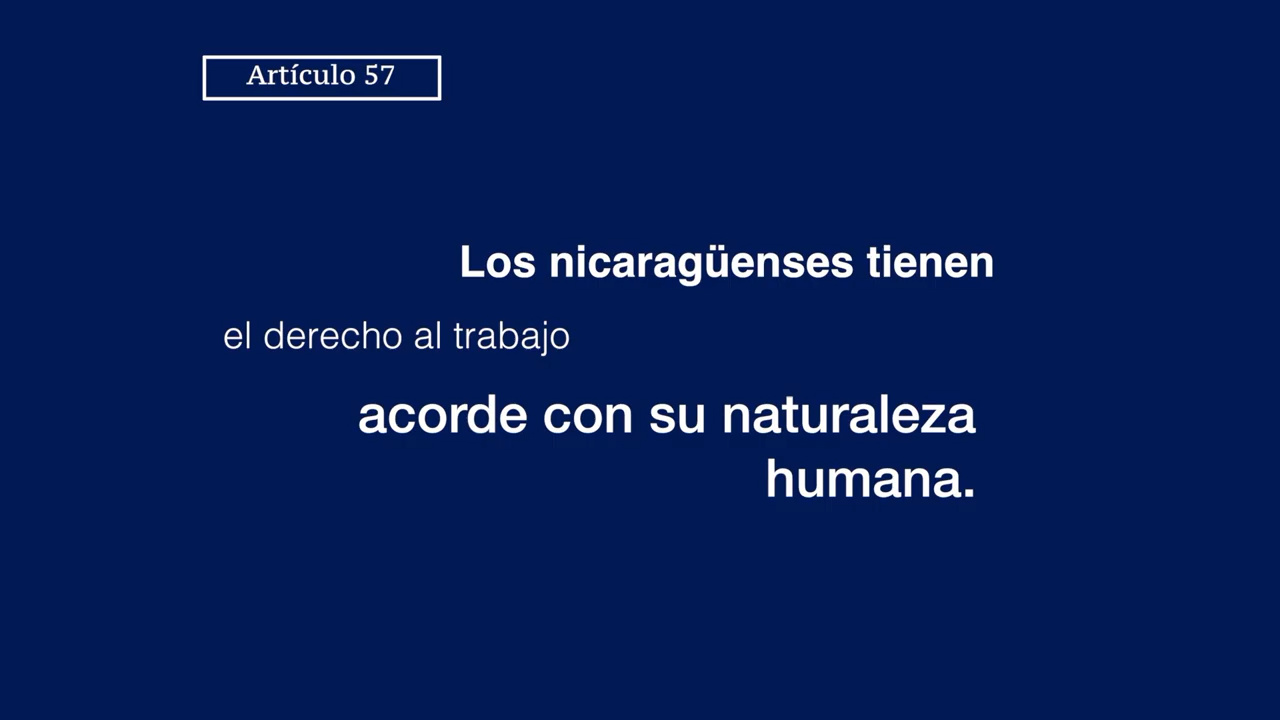 Artículo 57
Los nicaragüenses tienen
el derecho al trabajo
acorde con su naturaleza
humana.